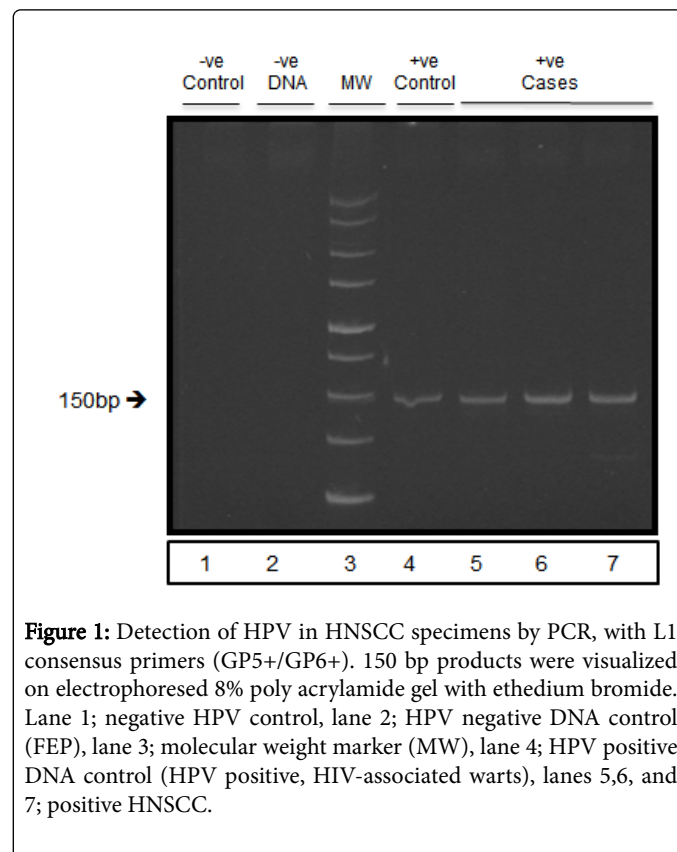 -ve -ve +ve +ve
Control DNA MW Control Cases
150bp ➔
1 2 3 4 5 6 7
Figure 1: Detection of HPV in HNSCC specimens by PCR, with L1
consensus primers (GP5+/GP6+). 150 bp products were visualized
on electrophoresed 8% poly acrylamide gel with ethedium bromide.
Lane 1; negative HPV control, lane 2; HPV negative DNA control
(FEP), lane 3; molecular weight marker (MW), lane 4; HPV positive
DNA control (HPV positive, HIV-associated warts), lanes 5,6, and
7; positive HNSCC.